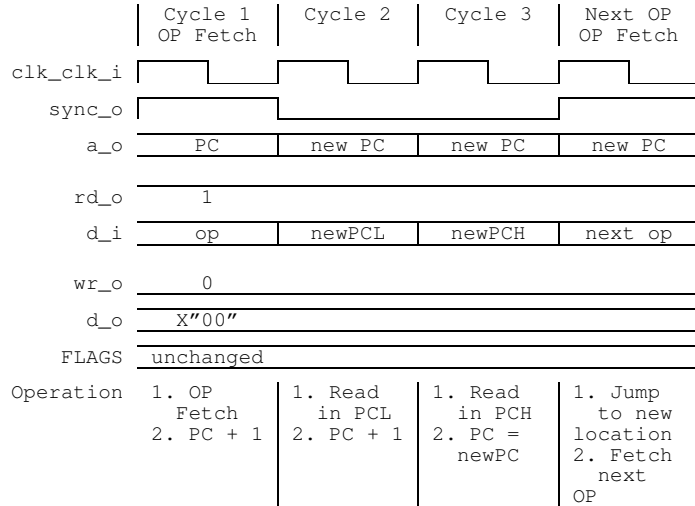 Cycle 1 Cycle 2 Cycle 3 Next OP
OP Fetch OP Fetch
clk_clk_i
sync_o
a_o PC new PC new PC new PC
rd_o 1
d_i op newPCL newPCH next op
wr_o 0
d_o X"00"
FLAGS unchanged
Operation 1. OP 1. Read 1. Read 1. Jump
Fetch in PCL in PCH to new
2. PC + 1 2. PC + 1 2. PC = location
newPC 2. Fetch
next
OP